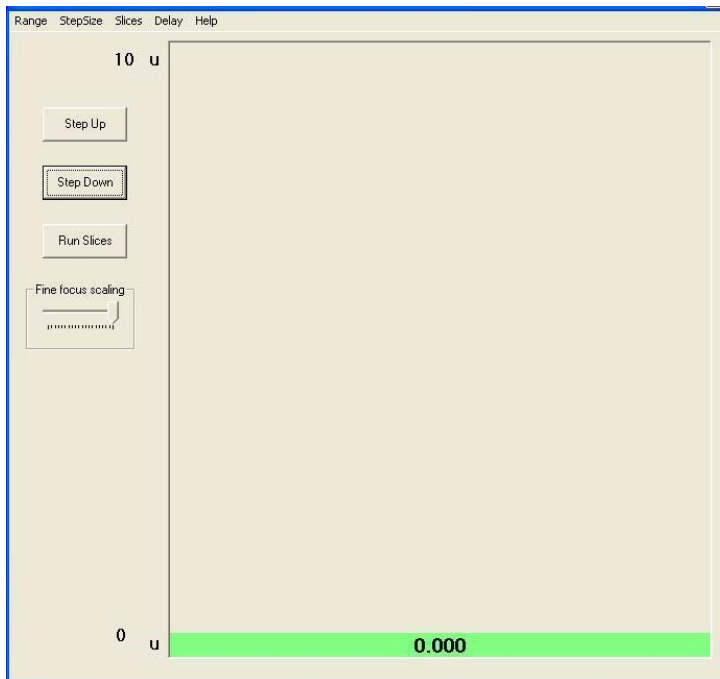 Range StepSize Slices Delay Help
10 u
Step Up
Step Down
Run Slices
Fine focus scaling
0 u
0.000